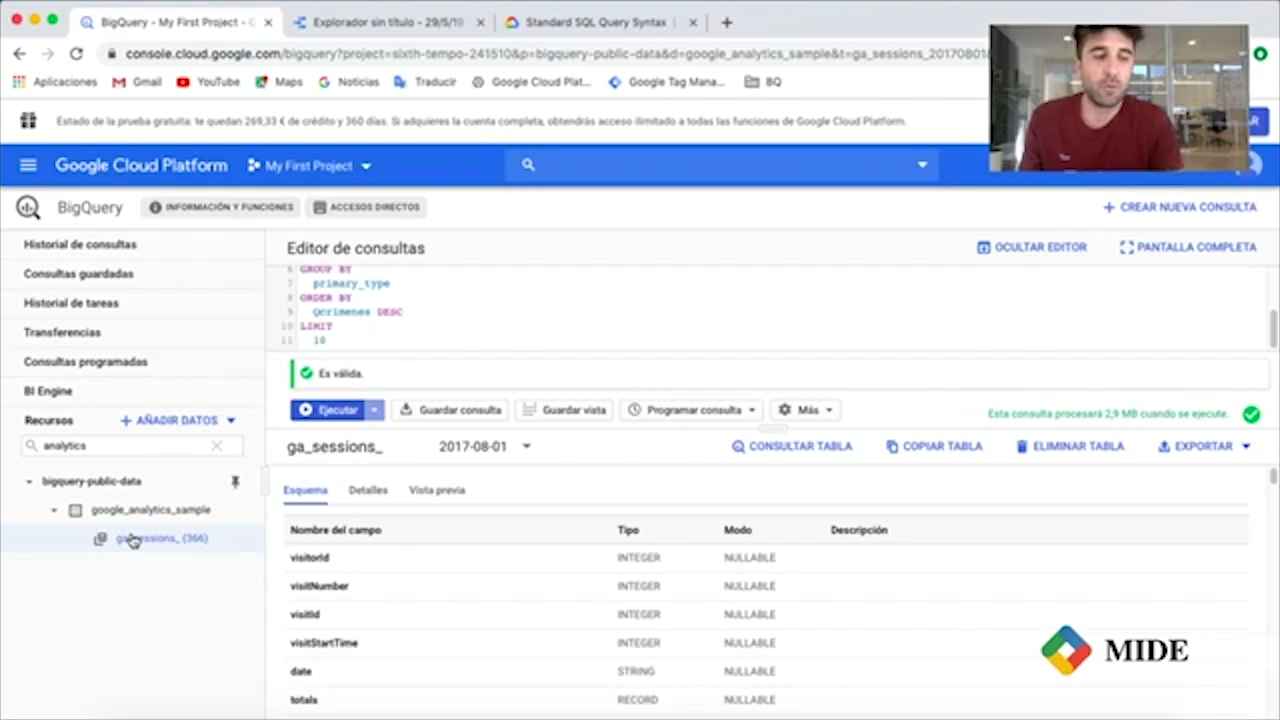 BigQuery - My First Project - G
Explorador sin título - 29/5/19
Standard SQL Query Syntax
console.cloud.google.com/bigquery?project=sixth-tempo-241510&p=bigquery-public-data&d=google_analytics_sample&t=ga_sessions_20170801
Aplicaciones
Gmail
YouTube
Maps
Noticias
Traducir
Google Cloud Plat...
Google Tag Mana...
BQ
Estado de la prueba gratuita: te quedan 269,33 € de crédito y 360 días. Si adquieres la cuenta completa, obtendrás acceso ilimitado a todas las funciones de Google Cloud Platform.
AR
Google Cloud Platform
My First Project
BigQuery
INFORMACIÓN Y FUNCIONES
ACCESOS DIRECTOS
+ CREAR NUEVA CONSULTA
Historial de consultas
Consultas guardadas
Historial de tareas
Transferencias
Consultas programadas
BI Engine
Recursos
+ AÑADIR DATOS
analytics
bigquery-public-data
google_analytics_sample
ga_sessions_ (366)
Editor de consultas
OCULTAR EDITOR
PANTALLA COMPLETA
6 GROUP BY
7 primary_type
8 ORDER BY
9 Qcrimenes DESC
10 LIMIT
11 10
Es válida.
Ejecutar
Guardar consulta
Guardar vista
Programar consulta
Más
Esta consulta procesará 2,9 MB cuando se ejecute.
ga_sessions_
2017-08-01
CONSULTAR TABLA
COPIAR TABLA
ELIMINAR TABLA
EXPORTAR
Esquema
Detalles
Vista previa
Nombre del campo Tipo Modo Descripción
visitorId INTEGER NULLABLE
visitNumber INTEGER NULLABLE
visitId INTEGER NULLABLE
visitStartTime INTEGER NULLABLE
date STRING NULLABLE
totals RECORD NULLABLE
MIDE